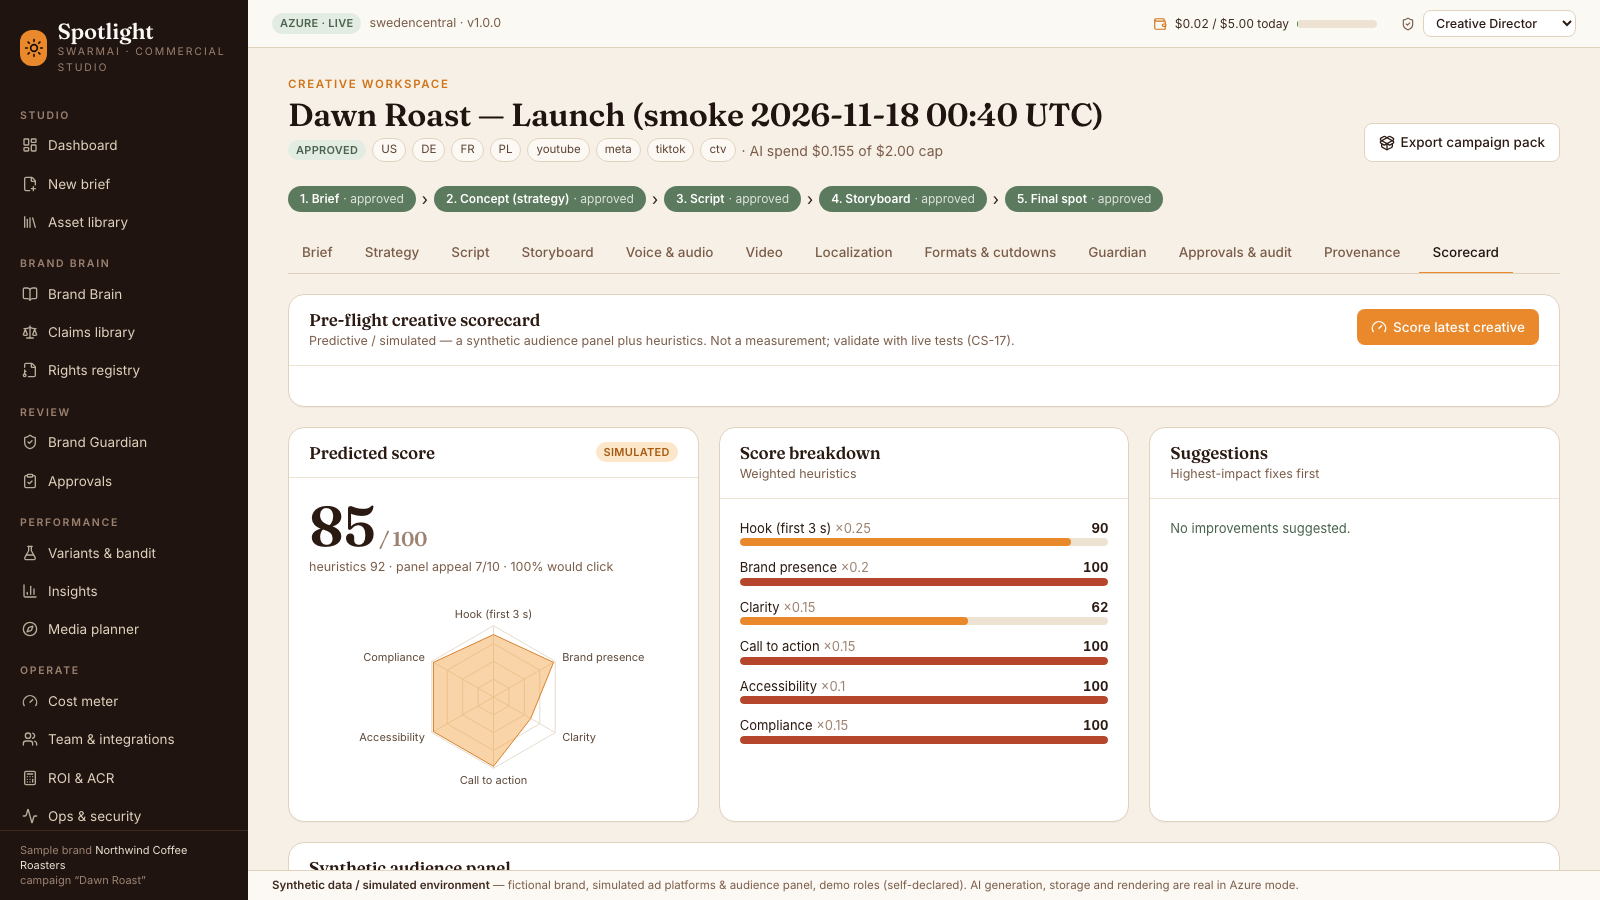 Spotlight
SWARMAI · COMMERCIAL
STUDIO
STUDIO
Dashboard
New brief
Asset library
BRAND BRAIN
Brand Brain
Claims library
Rights registry
REVIEW
Brand Guardian
Approvals
PERFORMANCE
Variants & bandit
Insights
Media planner
OPERATE
Cost meter
Team & integrations
ROI & ACR
Ops & security
Sample brand Northwind Coffee
Roasters
campaign “Dawn Roast”
AZURE · LIVE swedencentral · v1.0.0
$0.02 / $5.00 today
Creative Director
CREATIVE WORKSPACE
Dawn Roast — Launch (smoke 2026-11-18 00:40 UTC)
APPROVED US DE FR PL youtube meta tiktok ctv · AI spend $0.155 of $2.00 cap
Export campaign pack
1. Brief · approved › 2. Concept (strategy) · approved › 3. Script · approved › 4. Storyboard · approved › 5. Final spot · approved
Brief Strategy Script Storyboard Voice & audio Video Localization Formats & cutdowns Guardian Approvals & audit Provenance Scorecard
Pre-flight creative scorecard
Predictive / simulated — a synthetic audience panel plus heuristics. Not a measurement; validate with live tests (CS-17).
Score latest creative
Predicted score
SIMULATED
85 / 100
heuristics 92 · panel appeal 7/10 · 100% would click
Hook (first 3 s)
Brand presence
Clarity
Call to action
Accessibility
Compliance
Score breakdown
Weighted heuristics
Hook (first 3 s) ×0.25 90
Brand presence ×0.2 100
Clarity ×0.15 62
Call to action ×0.15 100
Accessibility ×0.1 100
Compliance ×0.15 100
Suggestions
Highest-impact fixes first
No improvements suggested.
Synthetic audience panel
Synthetic data / simulated environment — fictional brand, simulated ad platforms & audience panel, demo roles (self-declared). AI generation, storage and rendering are real in Azure mode.